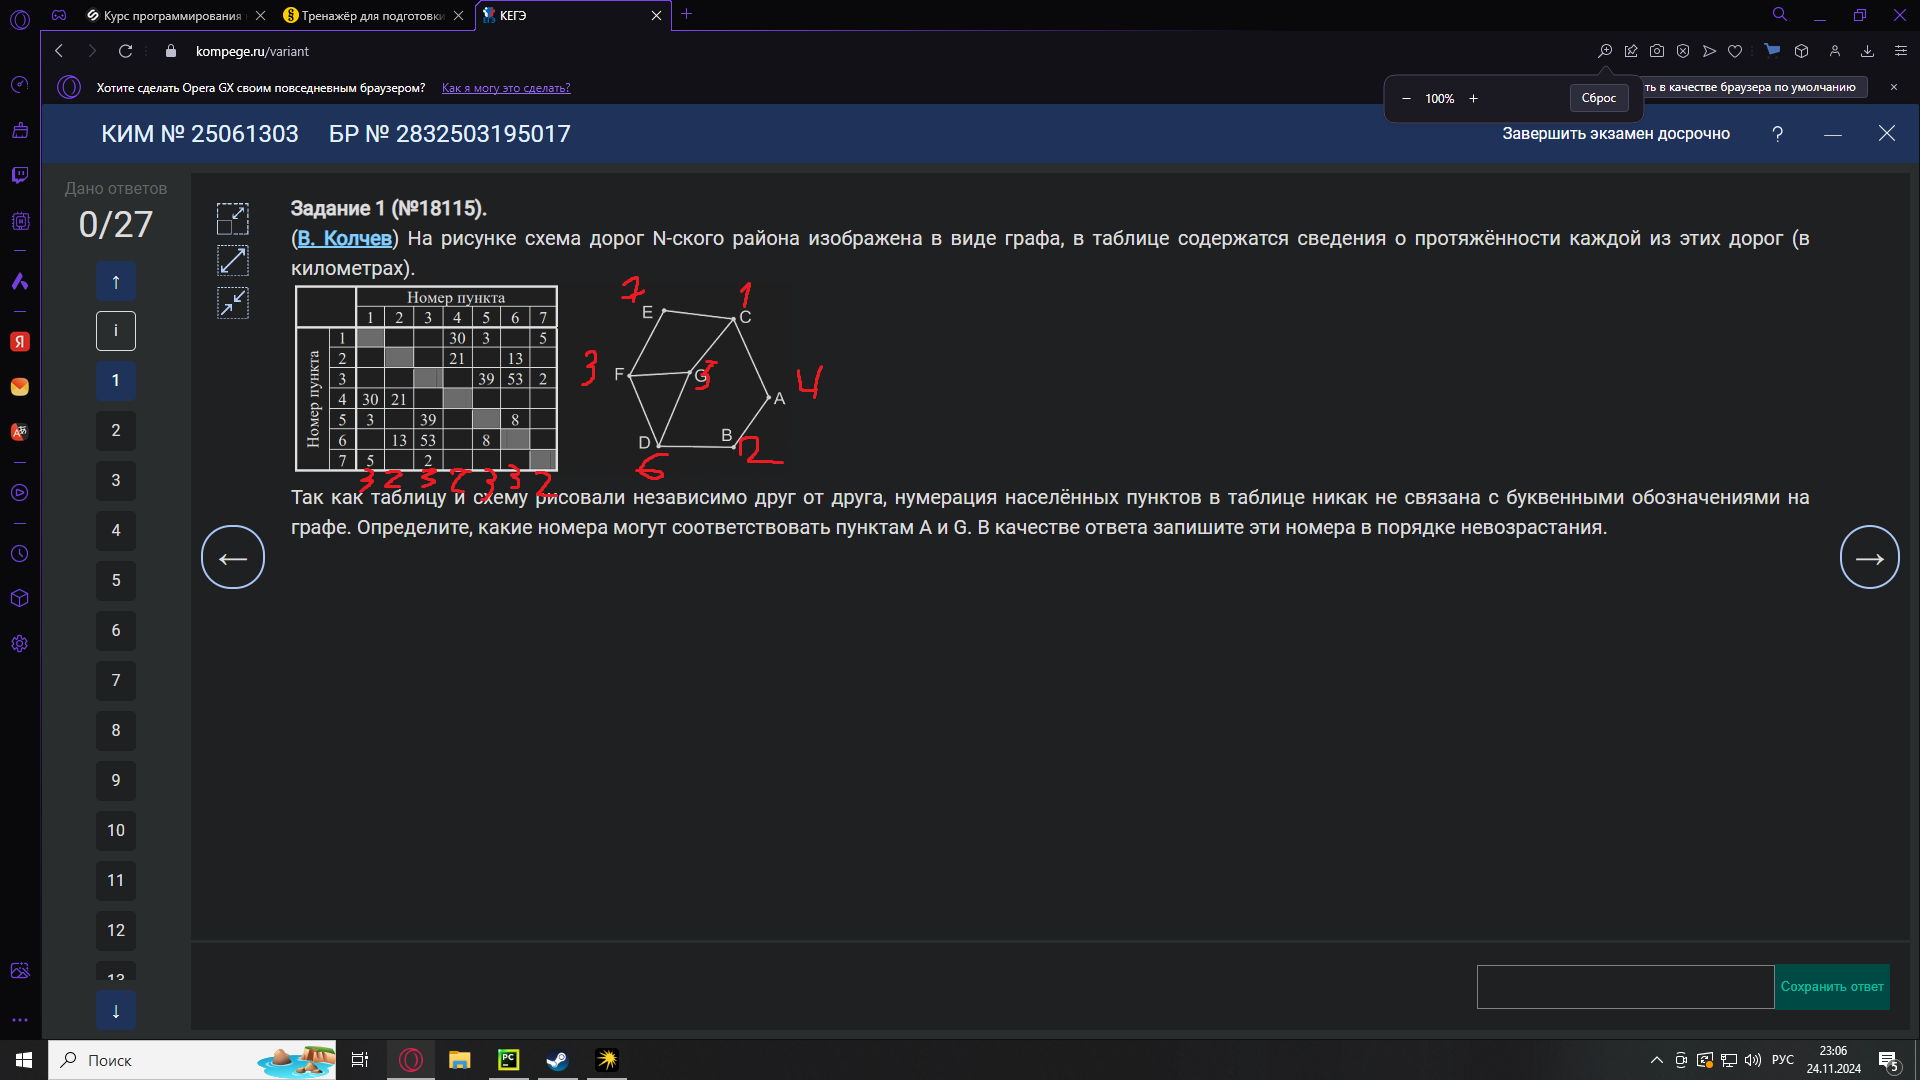 Курс программирования
Тренажёр для подготовки
КЕГЭ
kompege.ru/variant
Хотите сделать Opera GX своим повседневным браузером? Как я могу это сделать?
ть в качестве браузера по умолчанию
100%
Сброс
КИМ № 25061303 БР № 2832503195017
Завершить экзамен досрочно
Дано ответов
0/27
i
1
2
3
4
5
6
7
8
9
10
11
12
13
Задание 1 (№18115).
(В. Колчев) На рисунке схема дорог N-ского района изображена в виде графа, в таблице содержатся сведения о протяжённости каждой из этих дорог (в
километрах).
Номер пункта
1 2 3 4 5 6 7
Номер пункта
1 30 3 5
2 21 13
3 39 53 2
4 30 21
5 3 39 8
6 13 53 8
7 5 2
3 2 3 2 3 3 2
7 1
E C
3 F G 5
A 4
D B 2
6
Так как таблицу и схему рисовали независимо друг от друга, нумерация населённых пунктов в таблице никак не связана с буквенными обозначениями на
графе. Определите, какие номера могут соответствовать пунктам A и G. В качестве ответа запишите эти номера в порядке невозрастания.
Сохранить ответ
Поиск
РУС
23:06
24.11.2024
5